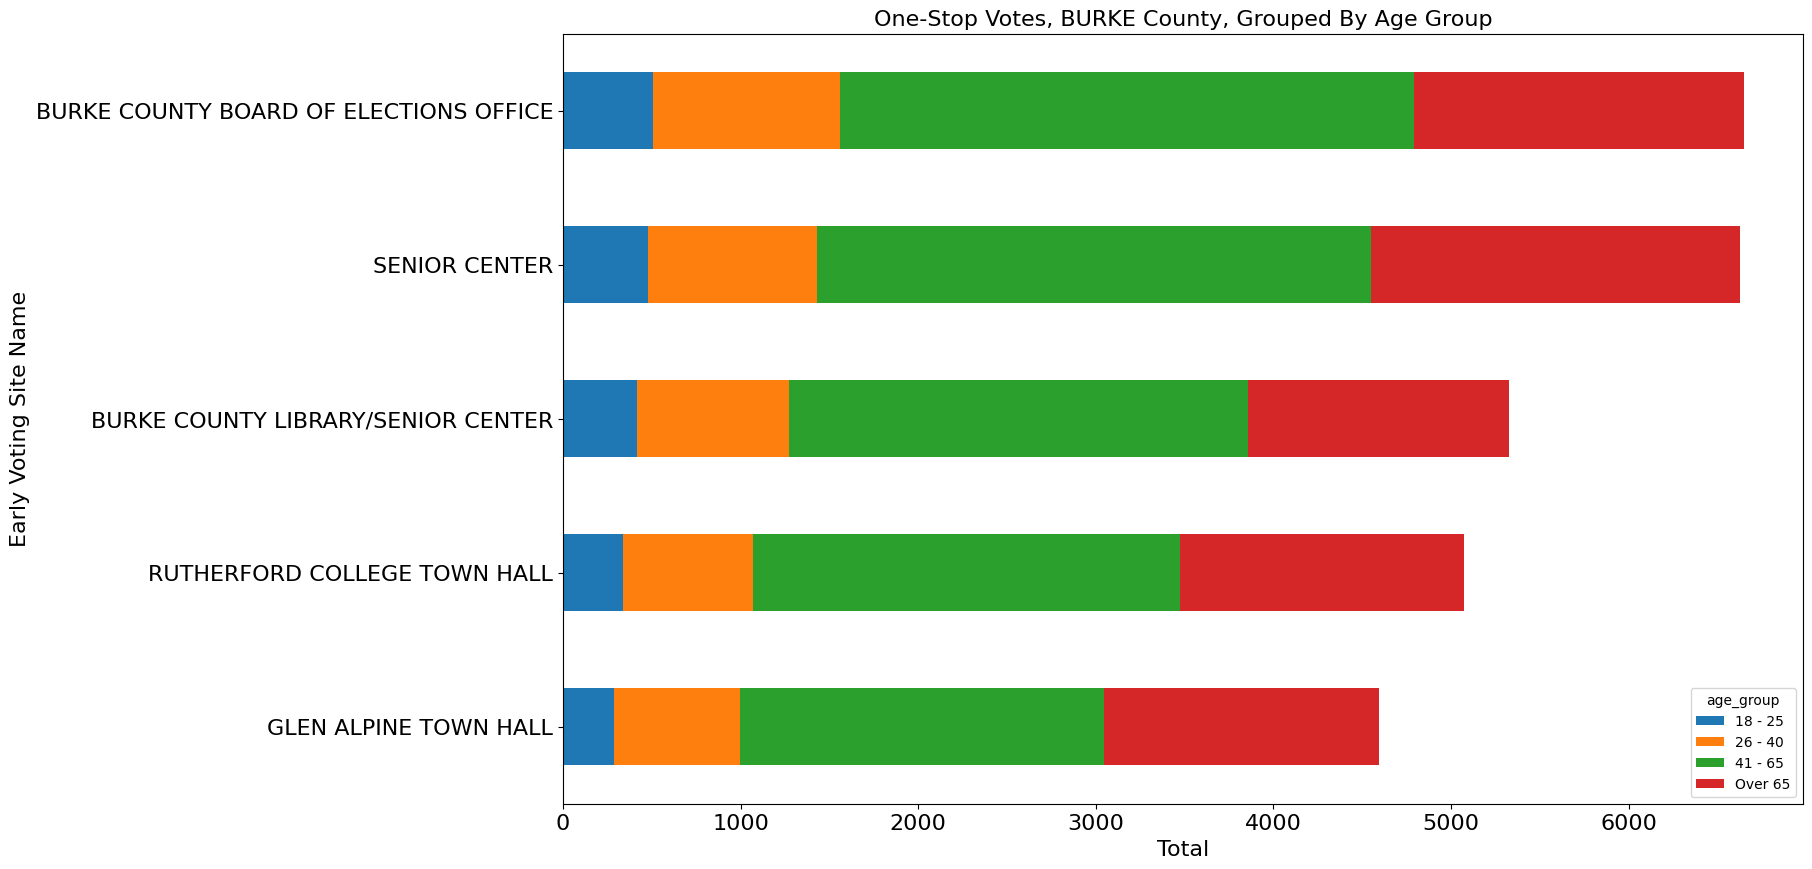 One-Stop Votes, BURKE County, Grouped By Age Group
Early Voting Site Name
BURKE COUNTY BOARD OF ELECTIONS OFFICE
SENIOR CENTER
BURKE COUNTY LIBRARY/SENIOR CENTER
RUTHERFORD COLLEGE TOWN HALL
GLEN ALPINE TOWN HALL
age_group
18 - 25
26 - 40
41 - 65
Over 65
0 1000 2000 3000 4000 5000 6000
Total